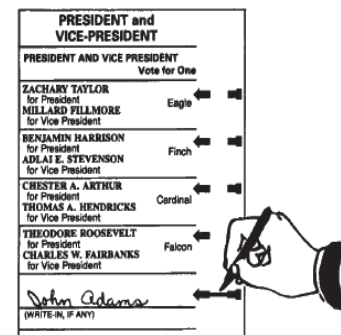 PRESIDENT and
VICE-PRESIDENT
PRESIDENT AND VICE PRESIDENT
Vote for One
ZACHARY TAYLOR
for President
MILLARD FILLMORE
for Vice President
Eagle
BENJAMIN HARRISON
for President
ADLAI E. STEVENSON
for Vice President
Finch
CHESTER A. ARTHUR
for President
THOMAS A. HENDRICKS
for Vice President
Cardinal
THEODORE ROOSEVELT
for President
CHARLES W. FAIRBANKS
for Vice President
Falcon
John Adams
(WRITE-IN, IF ANY)